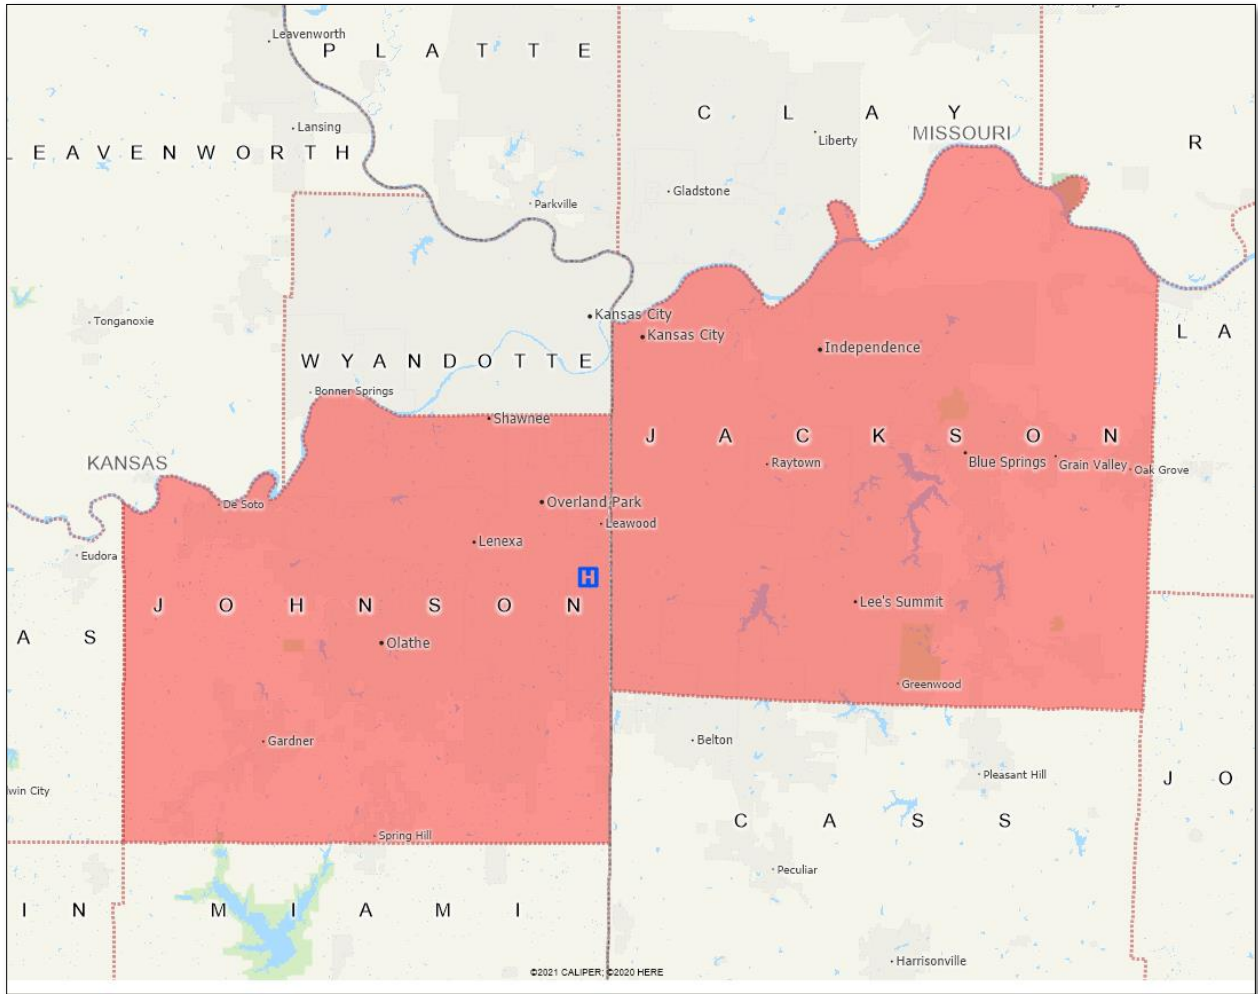 Leavenworth
P L A T T E
C L A Y
MISSOURI
Liberty
R
Lansing
E A V E N W O R T H
Gladstone
Parkville
Kansas City
Tonganoxie
Kansas City
L A
Independence
W Y A N D O T T E
Bonner Springs
Shawnee
J A C K S O N
KANSAS
Raytown
Blue Springs
Grain Valley
Oak Grove
De Soto
Overland Park
Leawood
Eudora
Lenexa
H
J O H N S O N
Lee's Summit
A S
Olathe
Greenwood
Gardner
Belton
Pleasant Hill
J O
win City
C A S S
Spring Hill
Peculiar
I N
M I A M I
Harrisonville
©2021 CALIPER; ©2020 HERE